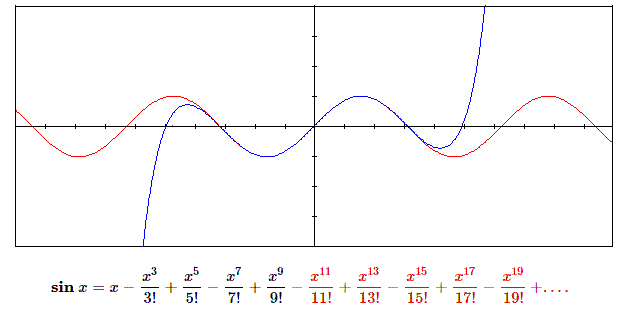 sin x = x − x³/3! + x⁵/5! − x⁷/7! + x⁹/9! − x¹¹/11! + x¹³/13! − x¹⁵/15! + x¹⁷/17! − x¹⁹/19! + ....